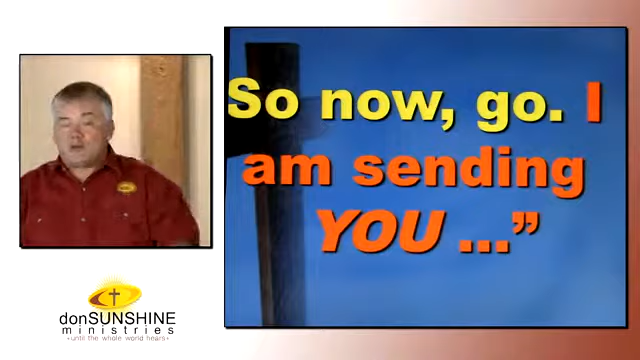 So now, go. I
am sending
YOU ..."
donSUNSHINE
ministries
-until the whole world hears-